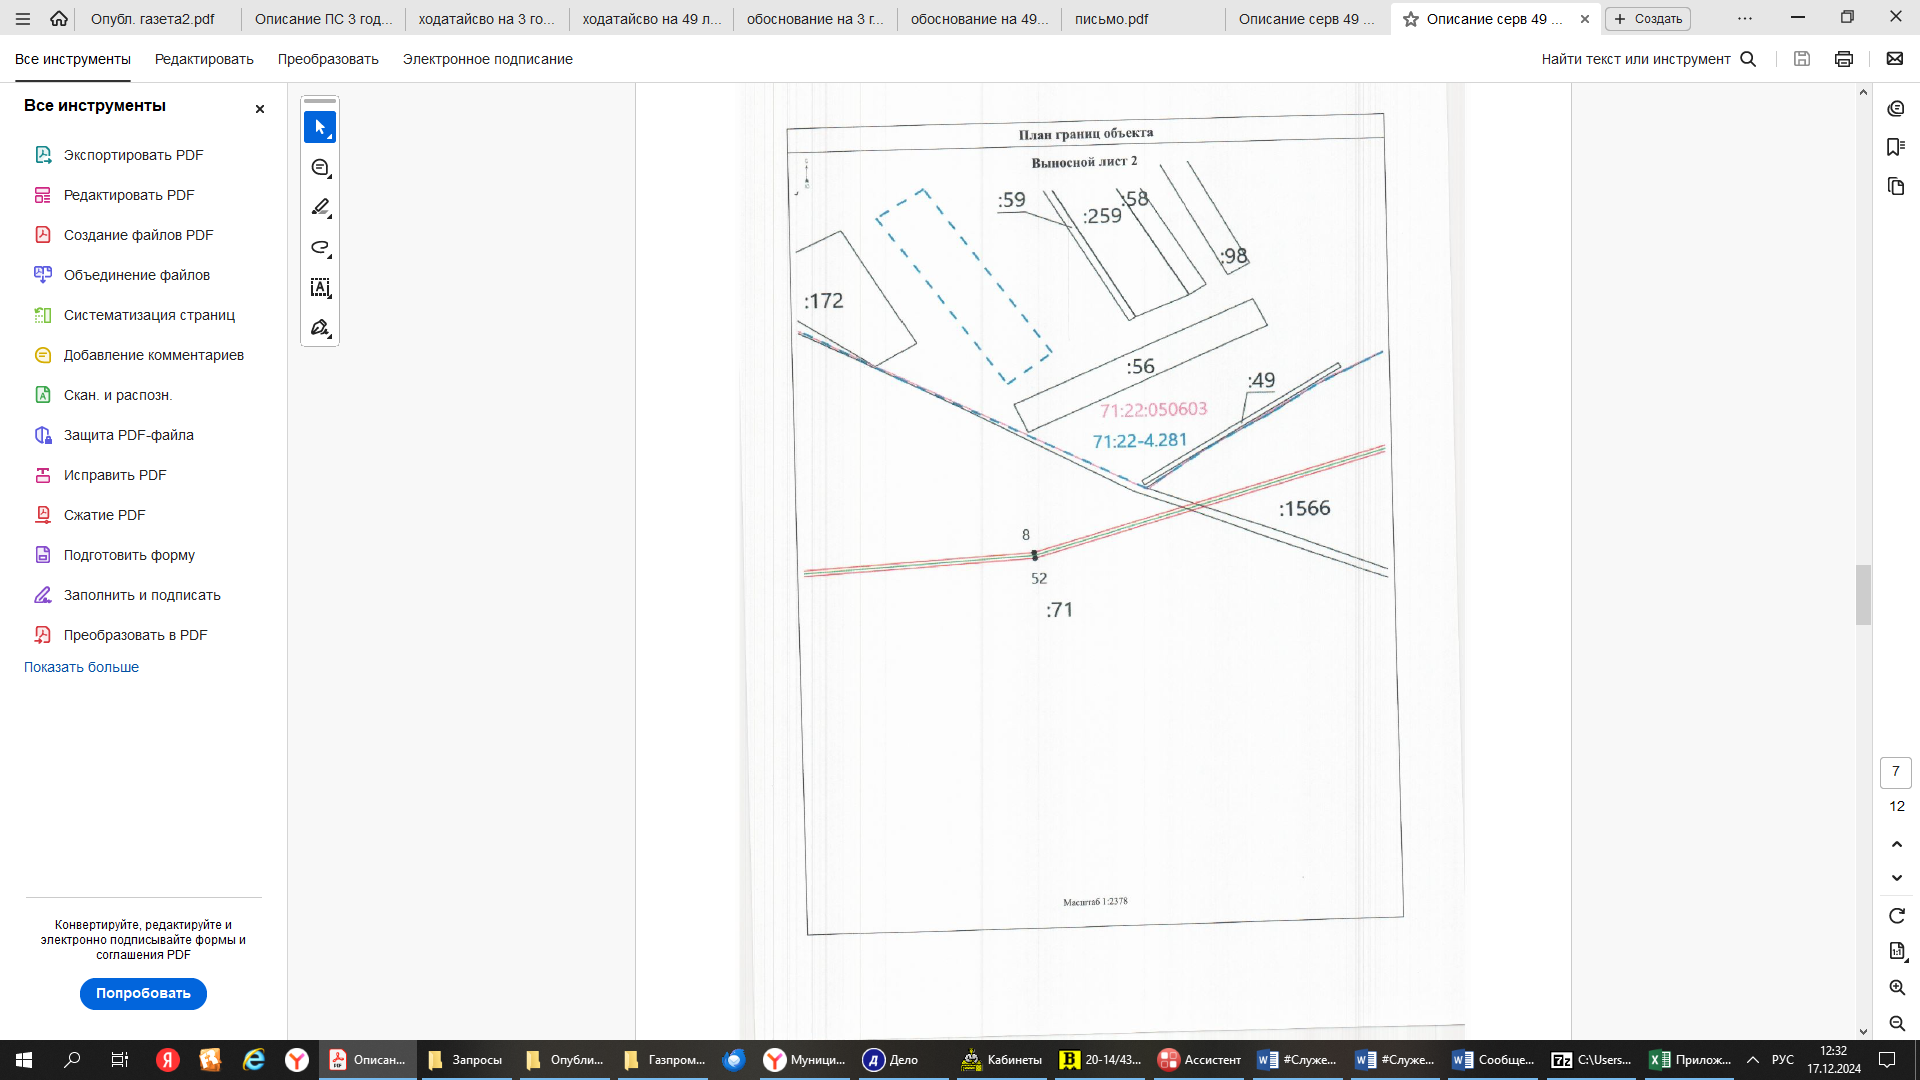 Опубл. газета2.pdf
Описание ПС 3 год...
ходатайсво на 3 го...
ходатайсво на 49 л...
обоснование на 3 г...
обоснование на 49...
письмо.pdf
Описание серв 49 ...
Описание серв 49 ...
Создать
Все инструменты
Редактировать
Преобразовать
Электронное подписание
Найти текст или инструмент
Все инструменты
Экспортировать PDF
Редактировать PDF
Создание файлов PDF
Объединение файлов
Систематизация страниц
Добавление комментариев
Скан. и распозн.
Защита PDF-файла
Исправить PDF
Сжатие PDF
Подготовить форму
Заполнить и подписать
Преобразовать в PDF
Показать больше
Конвертируйте, редактируйте и
электронно подписывайте формы и
соглашения PDF
Попробовать
План границ объекта
Выносной лист 2
:59
:58
:259
:98
:172
:56
:49
71:22:050603
71:22-4.281
:1566
8
52
:71
Масштаб 1:2378
7
12
Описан...
Запросы
Опубли...
Газпром...
Муници...
Дело
Кабинеты
20-14/43...
Ассистент
#Служе...
#Служе...
Сообще...
C:\Users...
Прилож...
РУС
12:32
17.12.2024